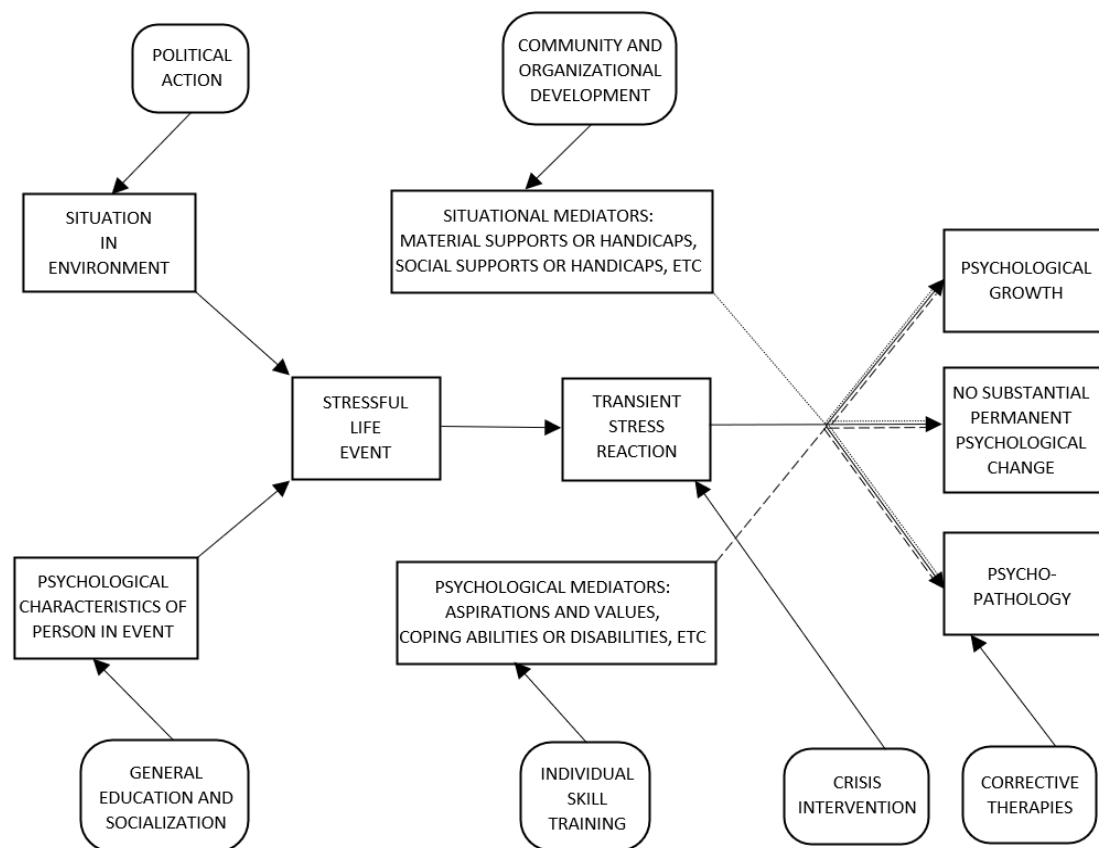 POLITICAL
ACTION
COMMUNITY AND
ORGANIZATIONAL
DEVELOPMENT
SITUATION
IN
ENVIRONMENT
SITUATIONAL MEDIATORS:
MATERIAL SUPPORTS OR HANDICAPS,
SOCIAL SUPPORTS OR HANDICAPS, ETC
PSYCHOLOGICAL
GROWTH
STRESSFUL
LIFE
EVENT
TRANSIENT
STRESS
REACTION
NO SUBSTANTIAL
PERMANENT
PSYCHOLOGICAL
CHANGE
PSYCHOLOGICAL
CHARACTERISTICS OF
PERSON IN EVENT
PSYCHOLOGICAL MEDIATORS:
ASPIRATIONS AND VALUES,
COPING ABILITIES OR DISABILITIES, ETC
PSYCHO-
PATHOLOGY
GENERAL
EDUCATION AND
SOCIALIZATION
INDIVIDUAL
SKILL
TRAINING
CRISIS
INTERVENTION
CORRECTIVE
THERAPIES